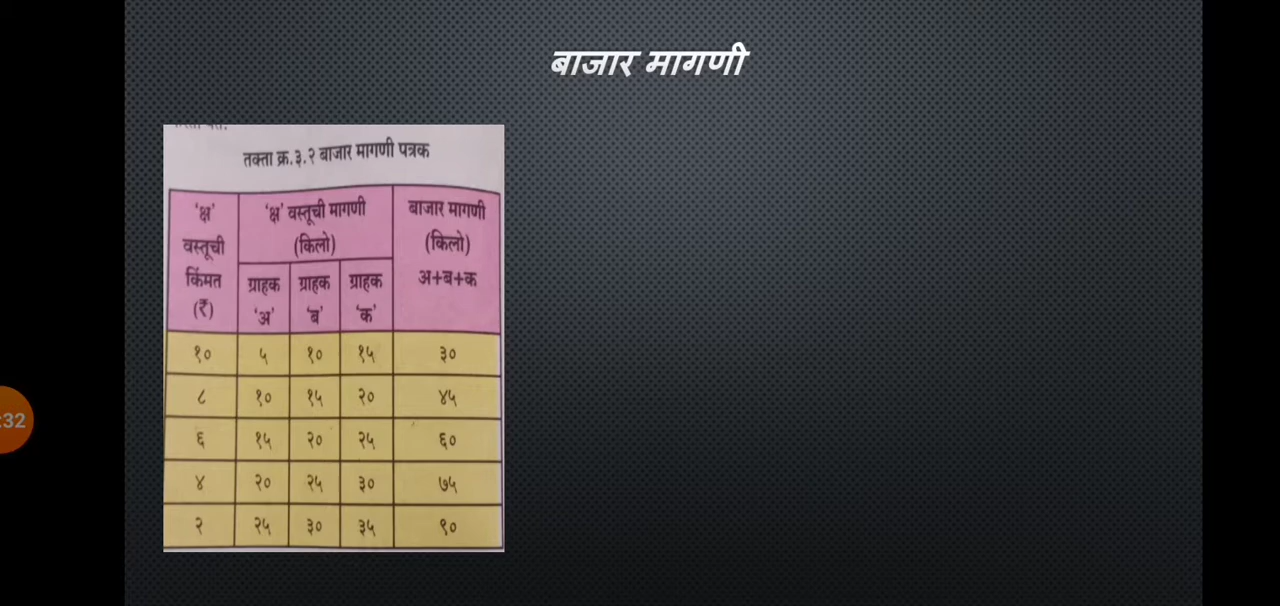 बाजार मागणी
तक्ता क्र.३.२ बाजार मागणी पत्रक
'क्ष' वस्तूची किंमत (₹) 'क्ष' वस्तूची मागणी (किलो) बाजार मागणी (किलो) अ+ब+क
ग्राहक 'अ' ग्राहक 'ब' ग्राहक 'क'
१० ५ १० १५ ३०
८ १० १५ २० ४५
६ १५ २० २५ ६०
४ २० २५ ३० ७५
२ २५ ३० ३५ ९०
:32